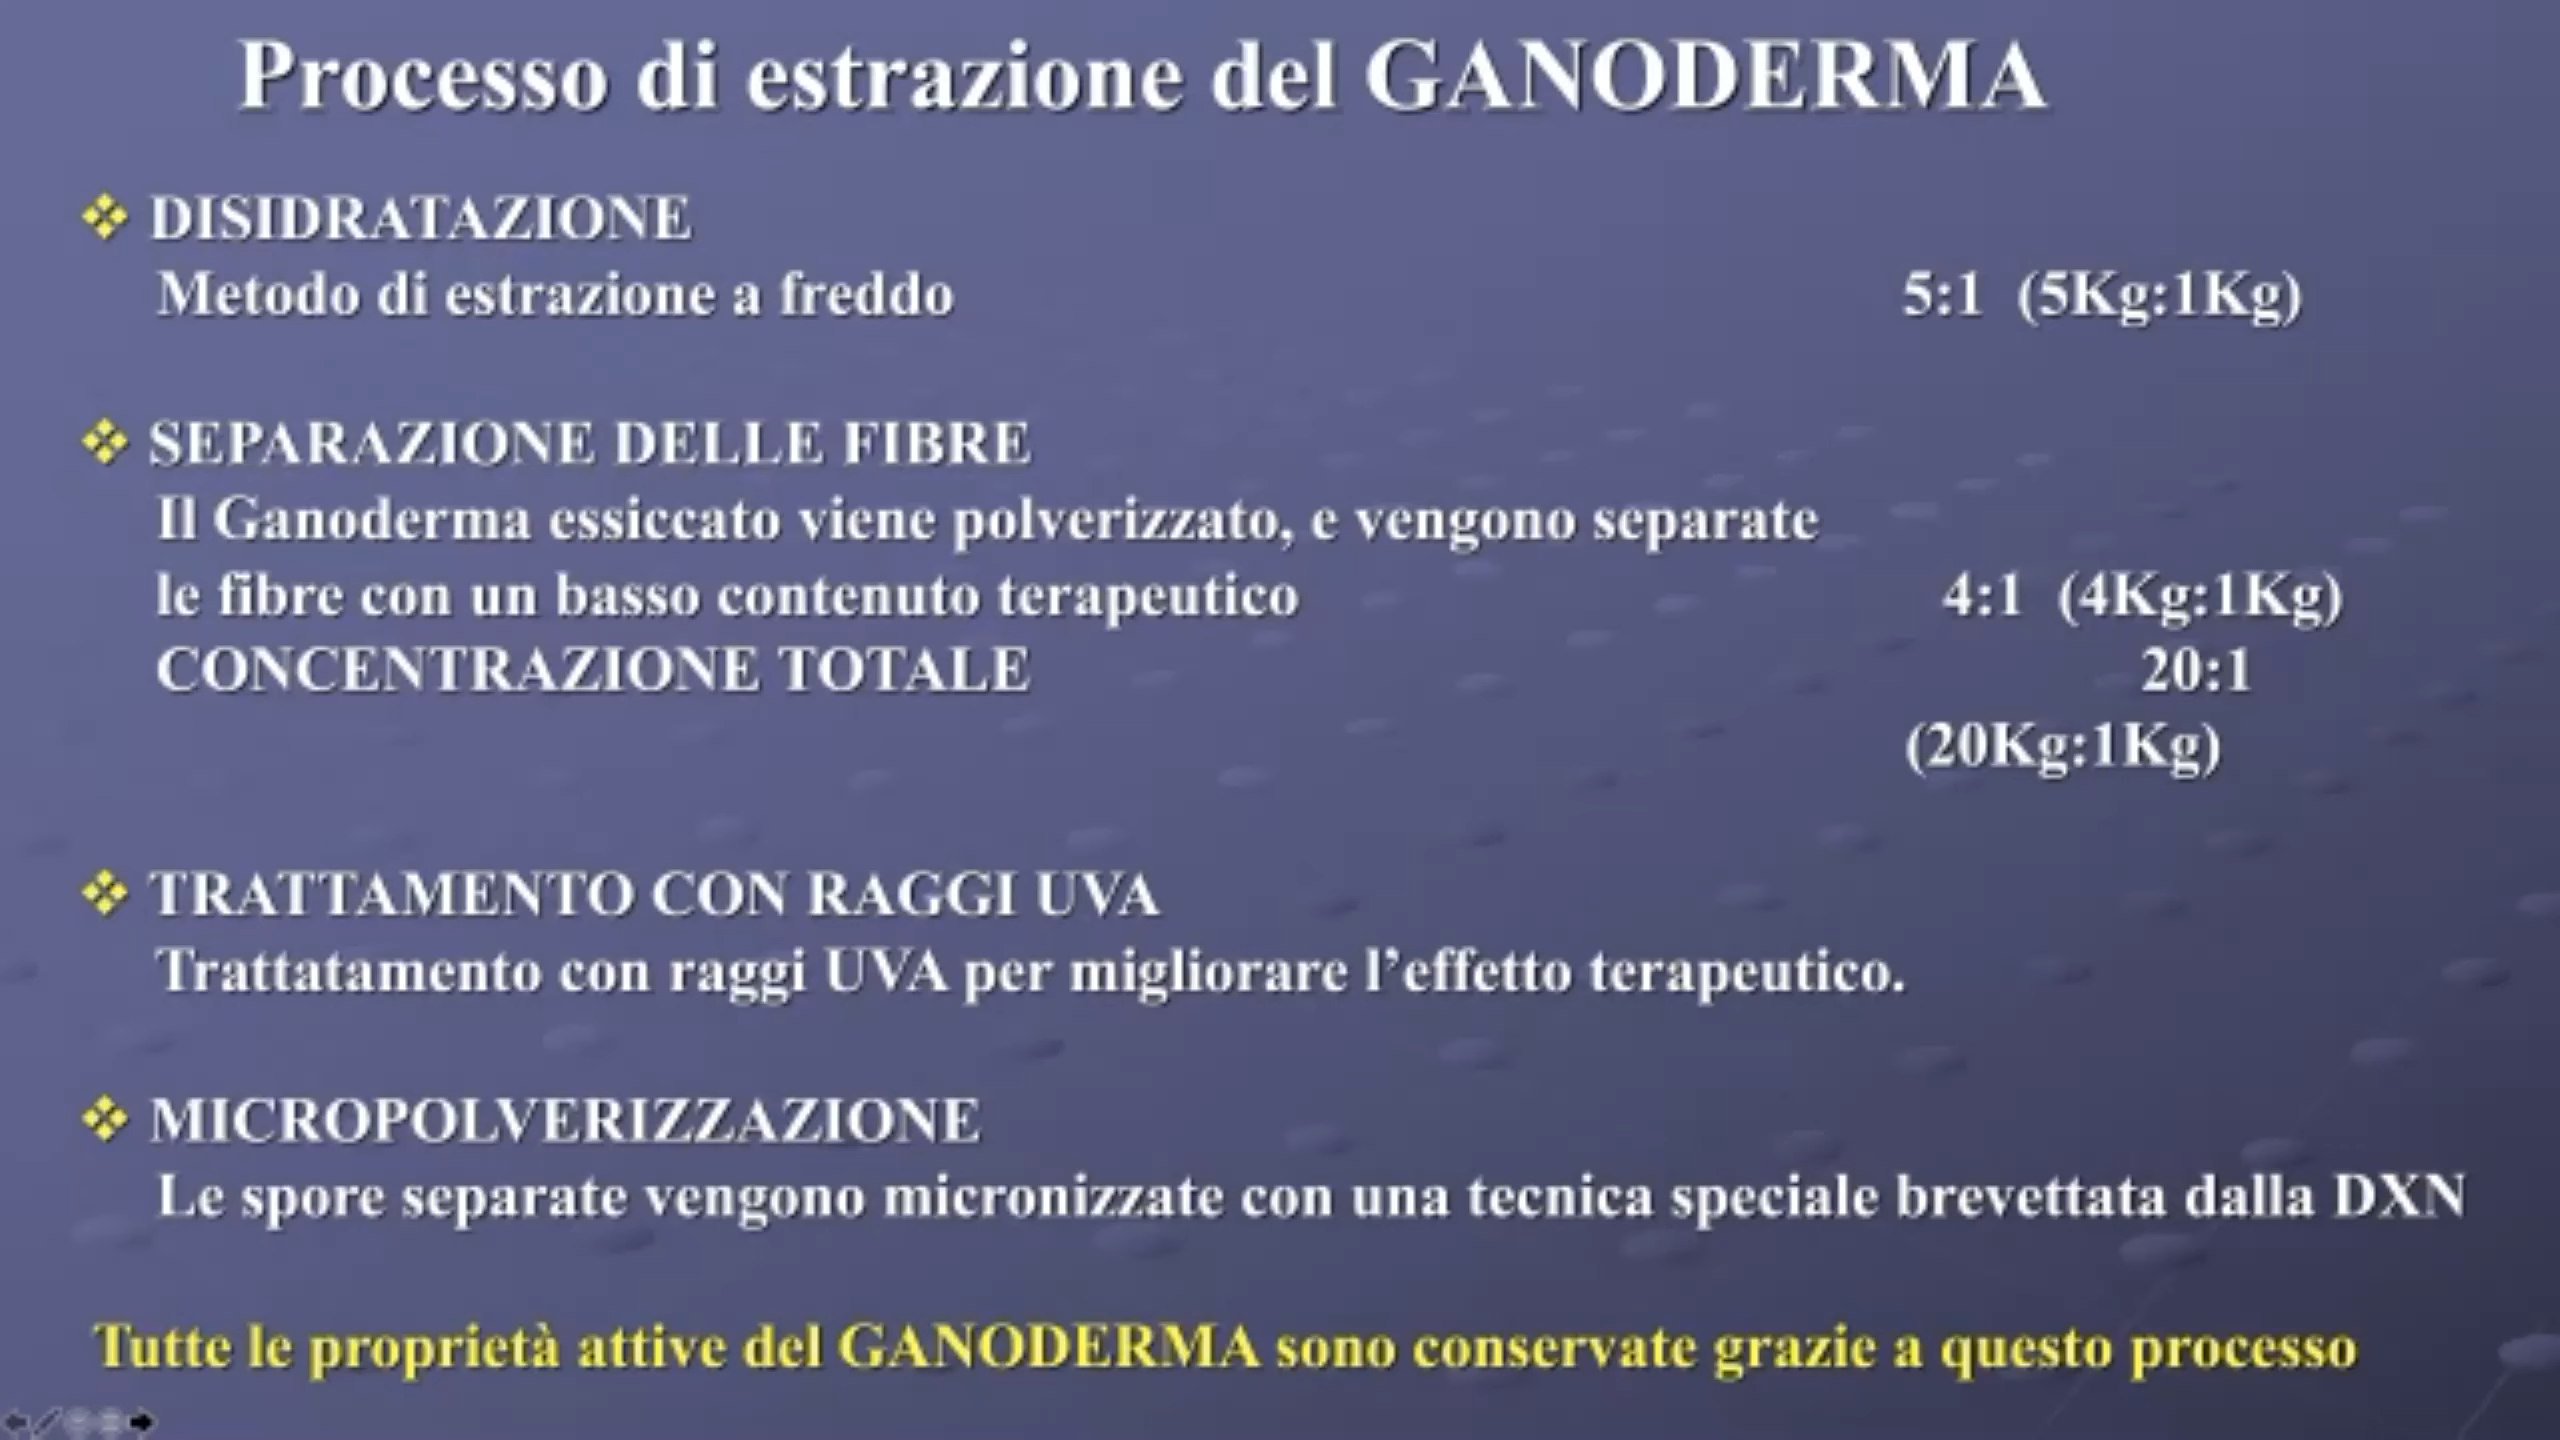 Processo di estrazione del GANODERMA
DISIDRATAZIONE
Metodo di estrazione a freddo 5:1 (5Kg:1Kg)
SEPARAZIONE DELLE FIBRE
Il Ganoderma essiccato viene polverizzato, e vengono separate
le fibre con un basso contenuto terapeutico 4:1 (4Kg:1Kg)
CONCENTRAZIONE TOTALE 20:1
(20Kg:1Kg)
TRATTAMENTO CON RAGGI UVA
Trattatamento con raggi UVA per migliorare l’effetto terapeutico.
MICROPOLVERIZZAZIONE
Le spore separate vengono micronizzate con una tecnica speciale brevettata dalla DXN
Tutte le proprietà attive del GANODERMA sono conservate grazie a questo processo